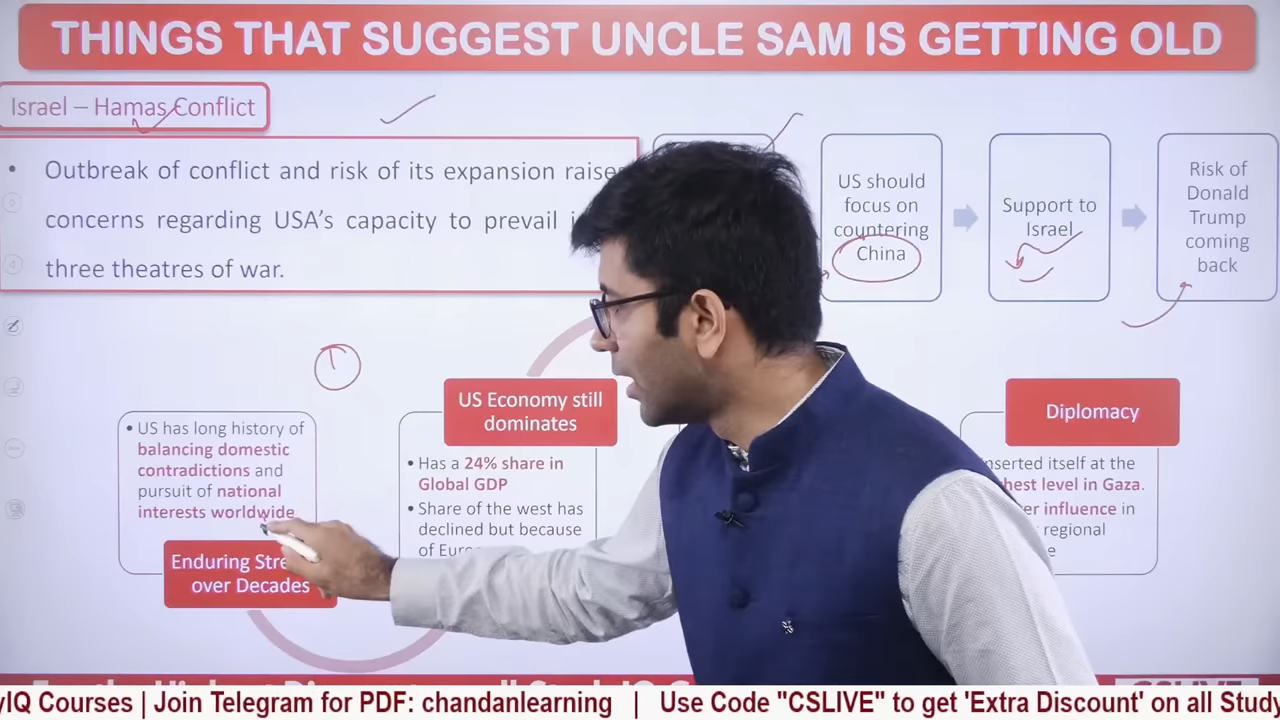 THINGS THAT SUGGEST UNCLE SAM IS GETTING OLD
Israel – Hamas Conflict
• Outbreak of conflict and risk of its expansion raises
concerns regarding USA's capacity to prevail
three theatres of war.
US should
focus on
countering
China
Support to
Israel
Risk of
Donald
Trump
coming
back
• US has long history of
balancing domestic
contradictions and
pursuit of national
interests worldwide
Enduring
over Decades
US Economy still
dominates
• Has a 24% share in
Global GDP
• Share of the west has
declined but because
of
Diplomacy
inserted itself at the
level in Gaza.
influence in
regional
IQ Courses | Join Telegram for PDF: chandanlearning | Use Code "CSLIVE" to get 'Extra Discount' on all Study